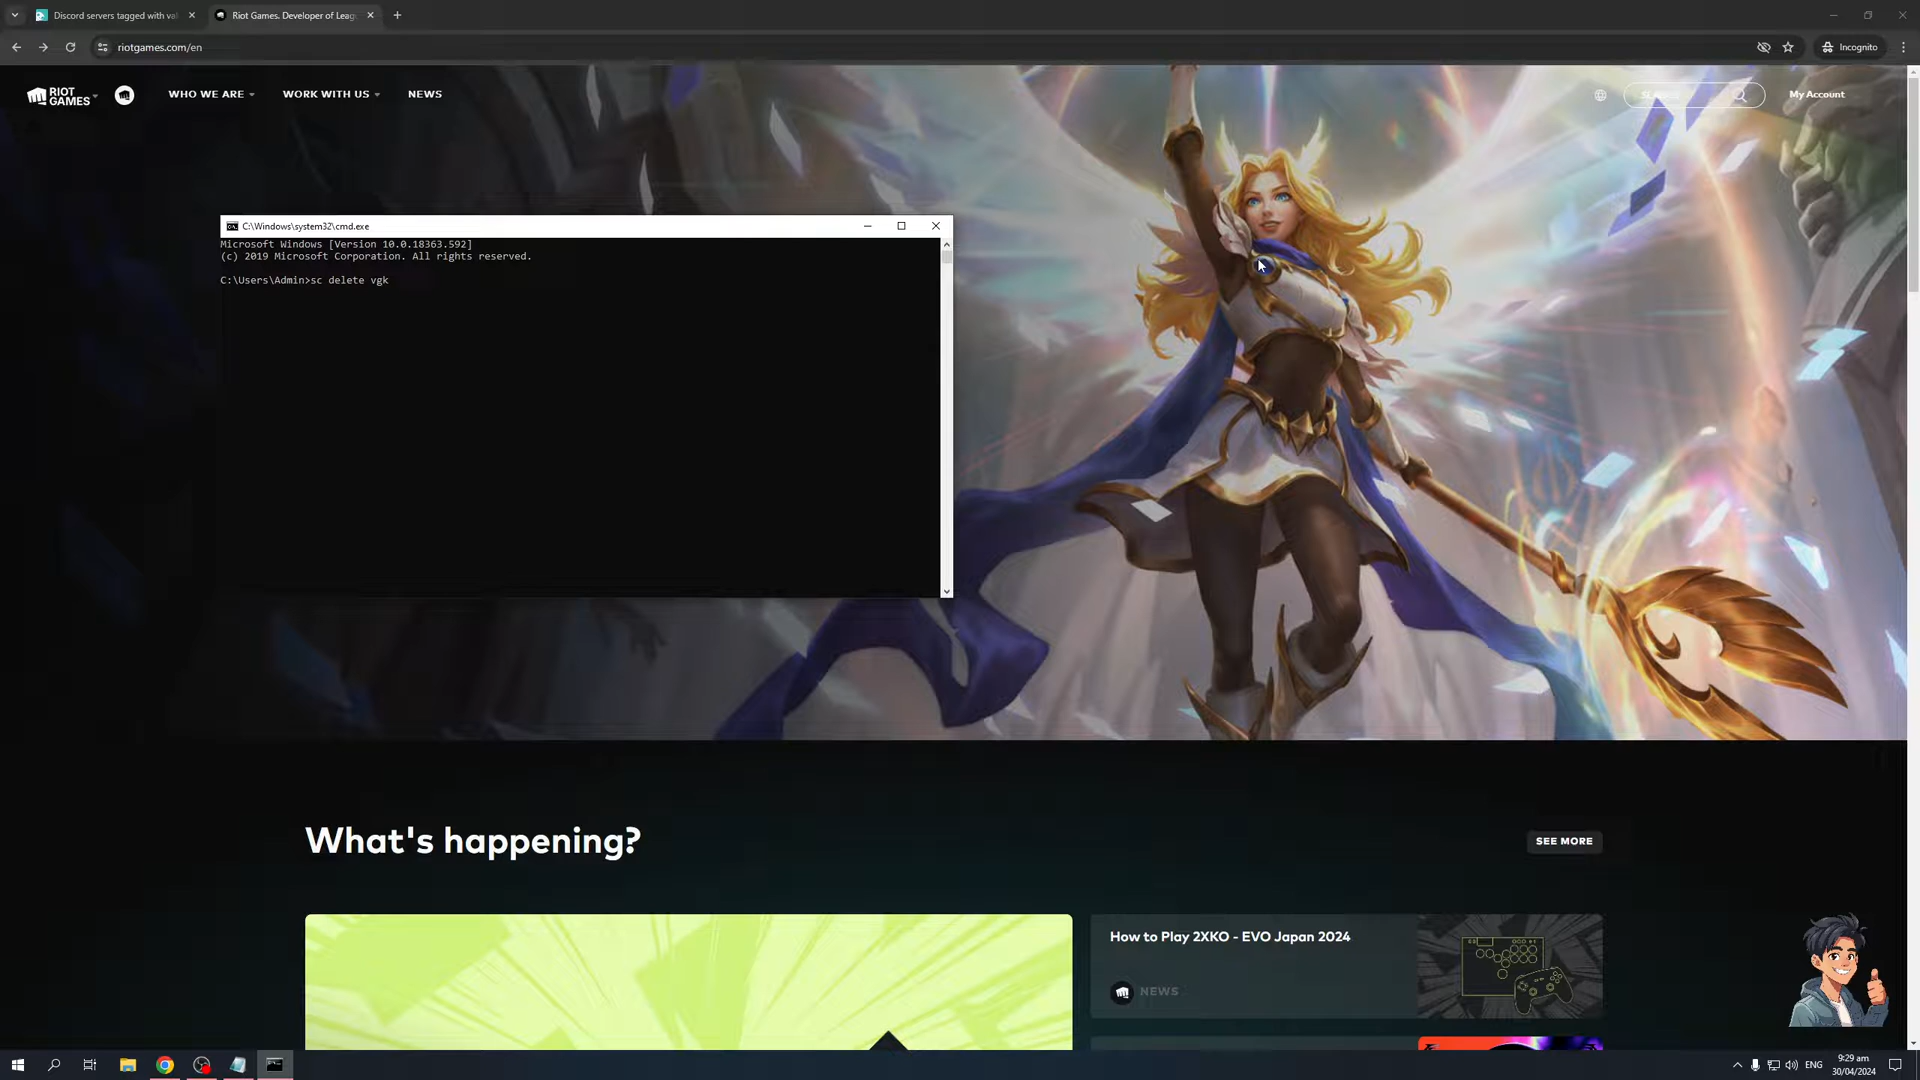 Discord servers tagged with val
Riot Games. Developer of Leag
riotgames.com/en
Incognito
RIOT GAMES
WHO WE ARE
WORK WITH US
NEWS
My Account
C:\Windows\system32\cmd.exe
Microsoft Windows [Version 10.0.18363.592]
(c) 2019 Microsoft Corporation. All rights reserved.
C:\Users\Admin>sc delete vgk
What's happening?
SEE MORE
How to Play 2XKO - EVO Japan 2024
NEWS
ENG
9:29 am
30/04/2024